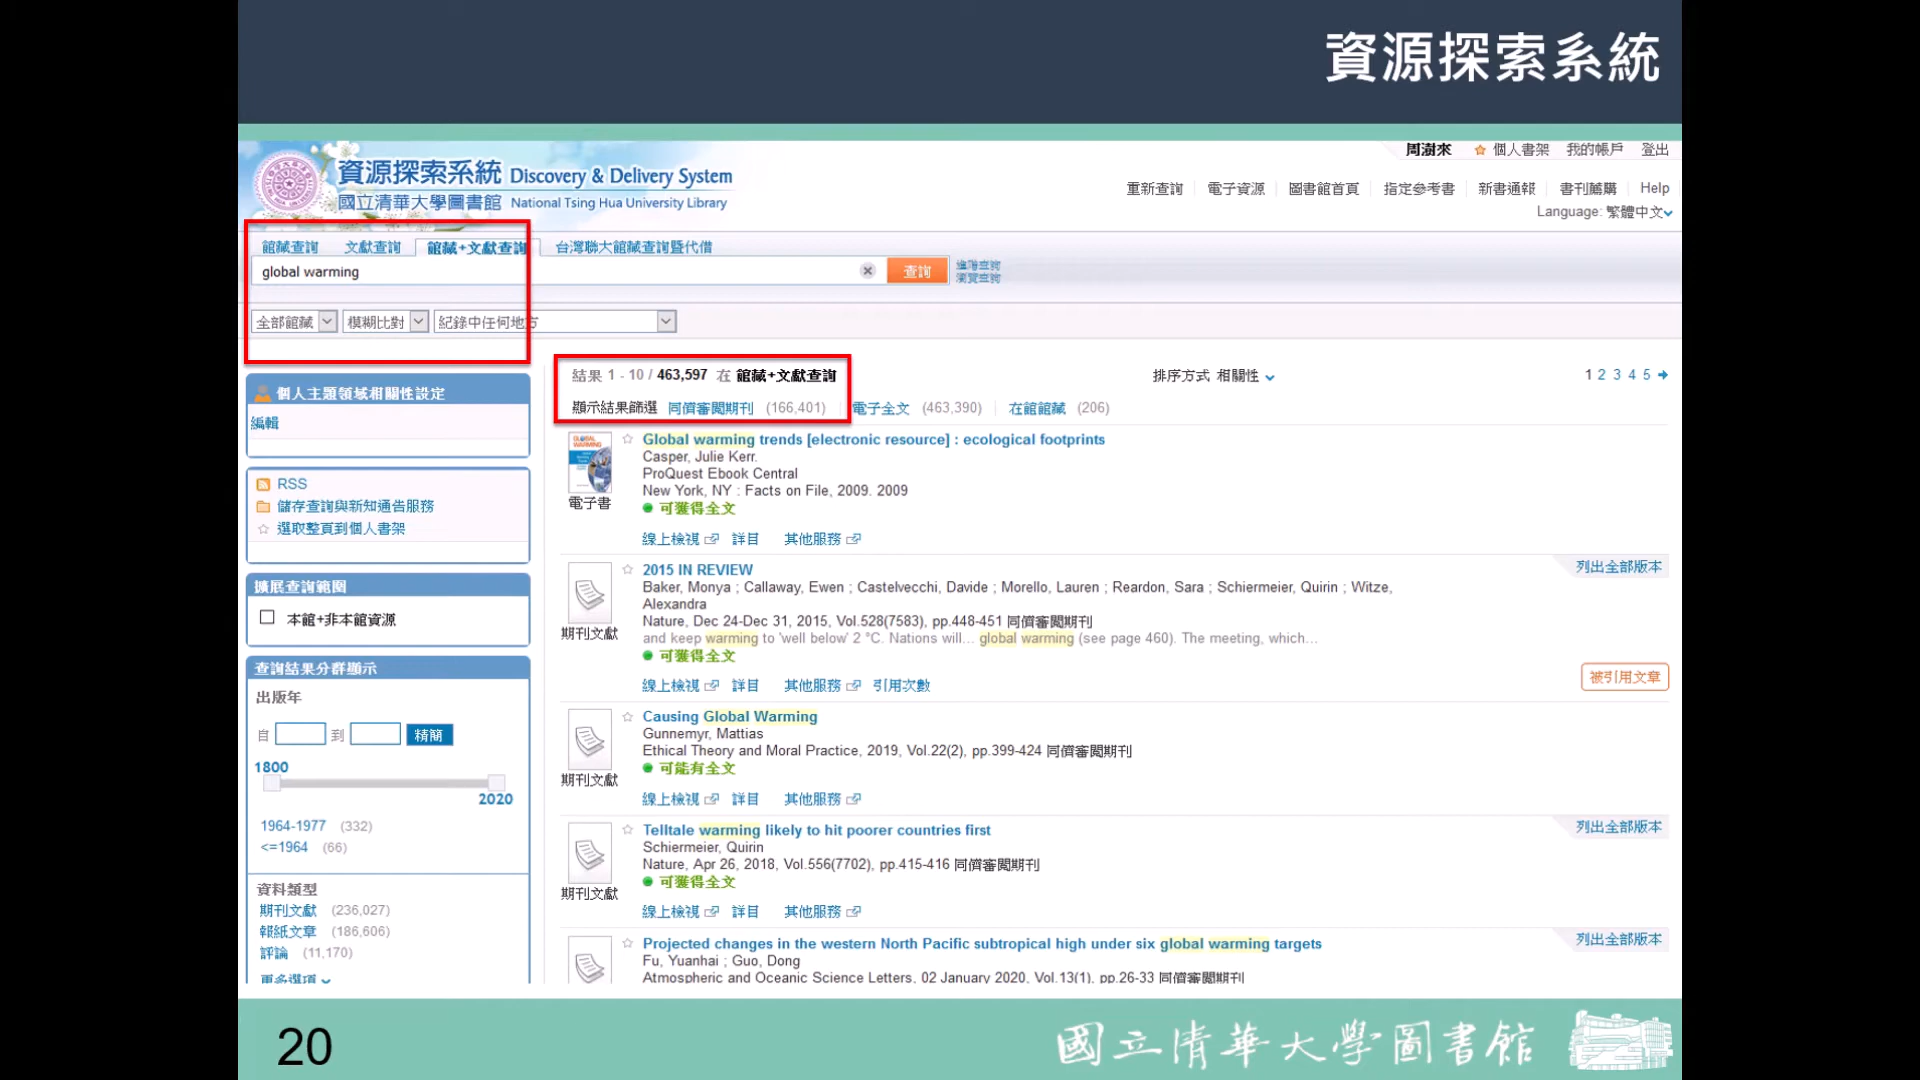 資源探索系統
資源探索系統 Discovery & Delivery System
國立清華大學圖書館 National Tsing Hua University Library
周澍來 個人書架 我的帳戶 登出
重新查詢 電子資源 圖書館首頁 指定參考書 新書通報 書刊薦購 Help
Language: 繁體中文
館藏查詢 文獻查詢 館藏+文獻查詢 台灣聯大館藏查詢暨代借
global warming 查詢 進階查詢
瀏覽查詢
全部館藏 模糊比對 紀錄中任何地方
個人主題領域相關性設定
編輯
RSS
儲存查詢與新知通告服務
選取整頁到個人書架
擴展查詢範圍
本館+非本館資源
查詢結果分群顯示
出版年
自 到 精簡
1800
2020
1964-1977 (332)
<=1964 (66)
資料類型
期刊文獻 (236,027)
報紙文章 (186,606)
評論 (11,170)
更多選項
結果 1 - 10 / 463,597 在 館藏+文獻查詢 排序方式 相關性 1 2 3 4 5
顯示結果篩選 同儕審閱期刊 (166,401) 電子全文 (463,390) 在館館藏 (206)
Global warming trends [electronic resource] : ecological footprints
Casper, Julie Kerr.
ProQuest Ebook Central
New York, NY : Facts on File, 2009. 2009
電子書
可獲得全文
線上檢視 詳目 其他服務
2015 IN REVIEW 列出全部版本
Baker, Monya ; Callaway, Ewen ; Castelvecchi, Davide ; Morello, Lauren ; Reardon, Sara ; Schiermeier, Quirin ; Witze,
Alexandra
Nature, Dec 24-Dec 31, 2015, Vol.528(7583), pp.448-451 同儕審閱期刊
期刊文獻
and keep warming to 'well below' 2 °C. Nations will... global warming (see page 460). The meeting, which...
可獲得全文
被引用文章
線上檢視 詳目 其他服務 引用次數
Causing Global Warming
Gunnemyr, Mattias
Ethical Theory and Moral Practice, 2019, Vol.22(2), pp.399-424 同儕審閱期刊
可能有全文
期刊文獻
線上檢視 詳目 其他服務
Telltale warming likely to hit poorer countries first 列出全部版本
Schiermeier, Quirin
Nature, Apr 26, 2018, Vol.556(7702), pp.415-416 同儕審閱期刊
可獲得全文
期刊文獻
線上檢視 詳目 其他服務
Projected changes in the western North Pacific subtropical high under six global warming targets 列出全部版本
Fu, Yuanhai ; Guo, Dong
Atmospheric and Oceanic Science Letters, 02 January 2020, Vol.13(1), pp.26-33 同儕審閱期刊
20
國立清華大學圖書館